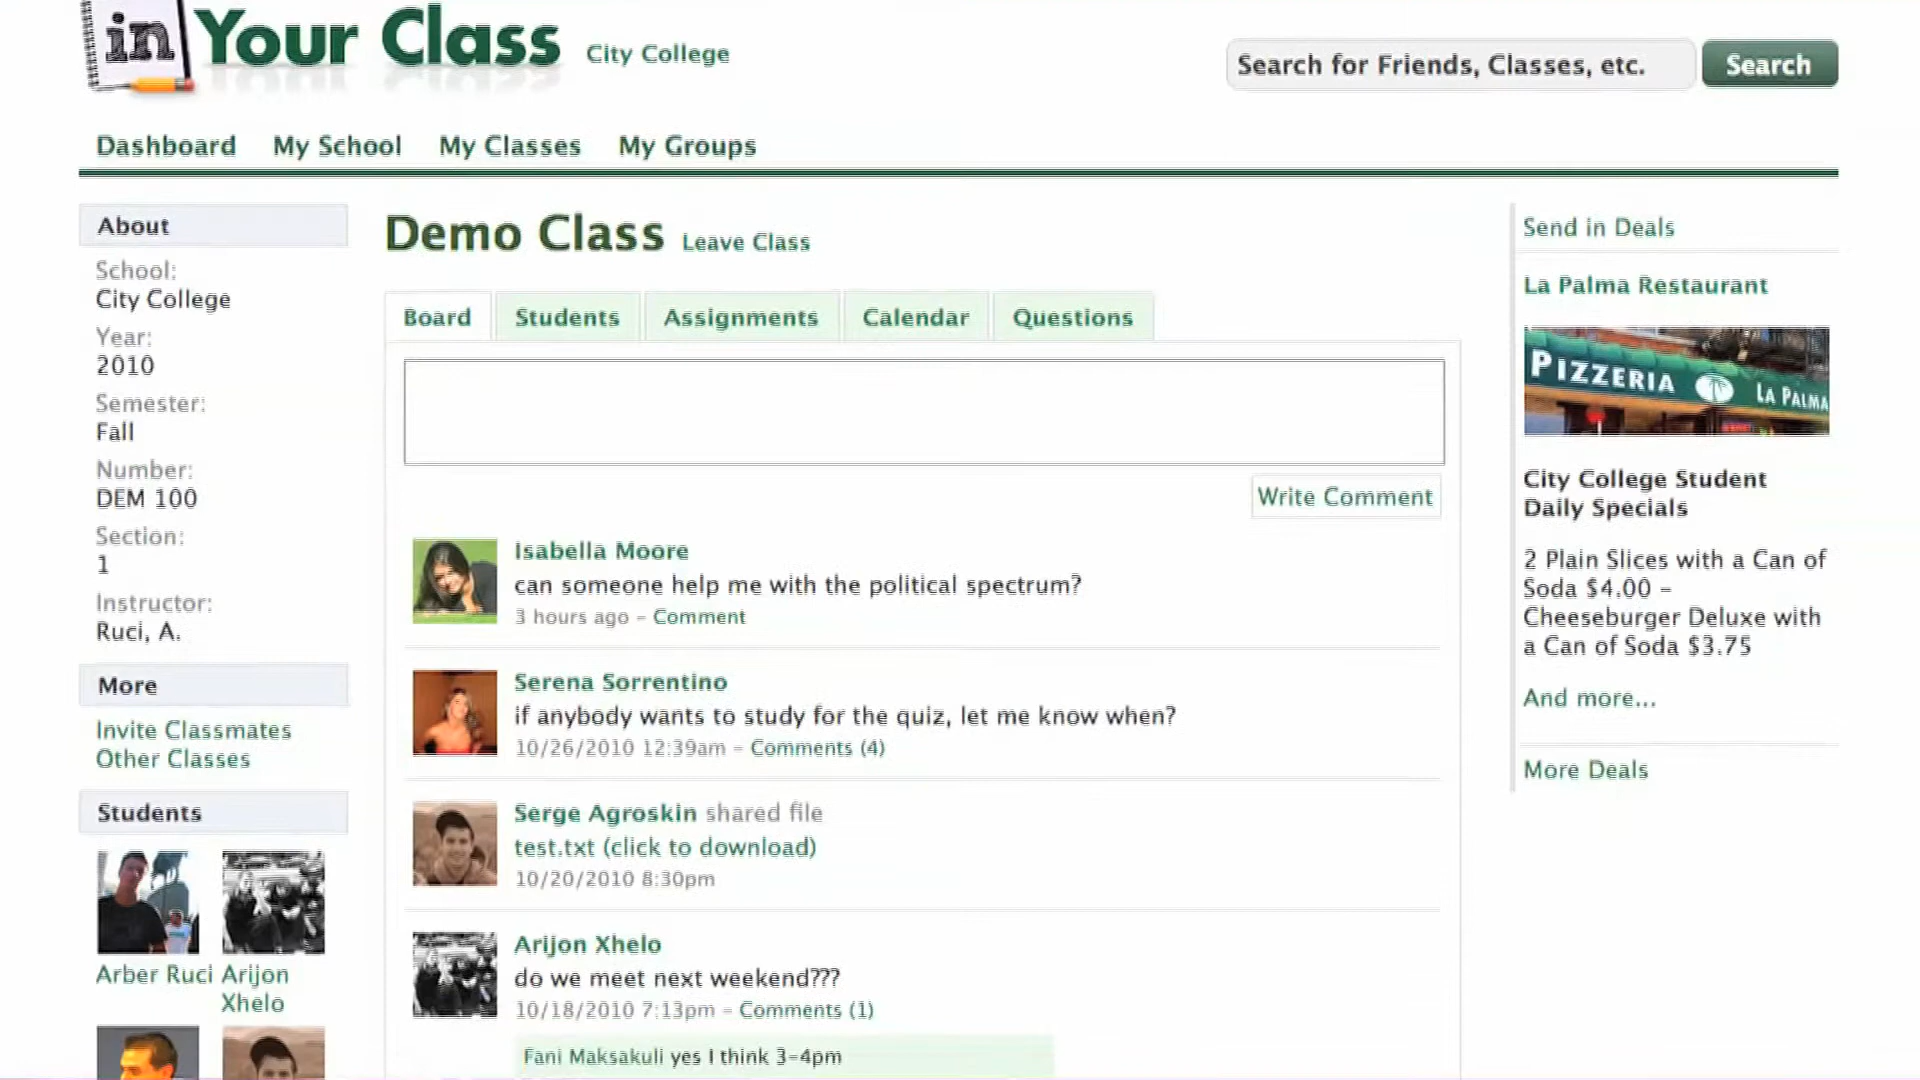 in Your Class City College
Search for Friends, Classes, etc. Search
Dashboard My School My Classes My Groups
About
School:
City College
Year:
2010
Semester:
Fall
Number:
DEM 100
Section:
1
Instructor:
Ruci, A.
More
Invite Classmates
Other Classes
Students
Arber Ruci
Arijon
Xhelo
Demo Class Leave Class
Board Students Assignments Calendar Questions
Write Comment
Isabella Moore
can someone help me with the political spectrum?
3 hours ago – Comment
Serena Sorrentino
if anybody wants to study for the quiz, let me know when?
10/26/2010 12:39am – Comments (4)
Serge Agroskin shared file
test.txt (click to download)
10/20/2010 8:30pm
Arijon Xhelo
do we meet next weekend???
10/18/2010 7:13pm – Comments (1)
Fani Maksakuli yes I think 3–4pm
Send in Deals
La Palma Restaurant
PIZZERIA LA PALMA
City College Student
Daily Specials
2 Plain Slices with a Can of
Soda $4.00 –
Cheeseburger Deluxe with
a Can of Soda $3.75
And more...
More Deals